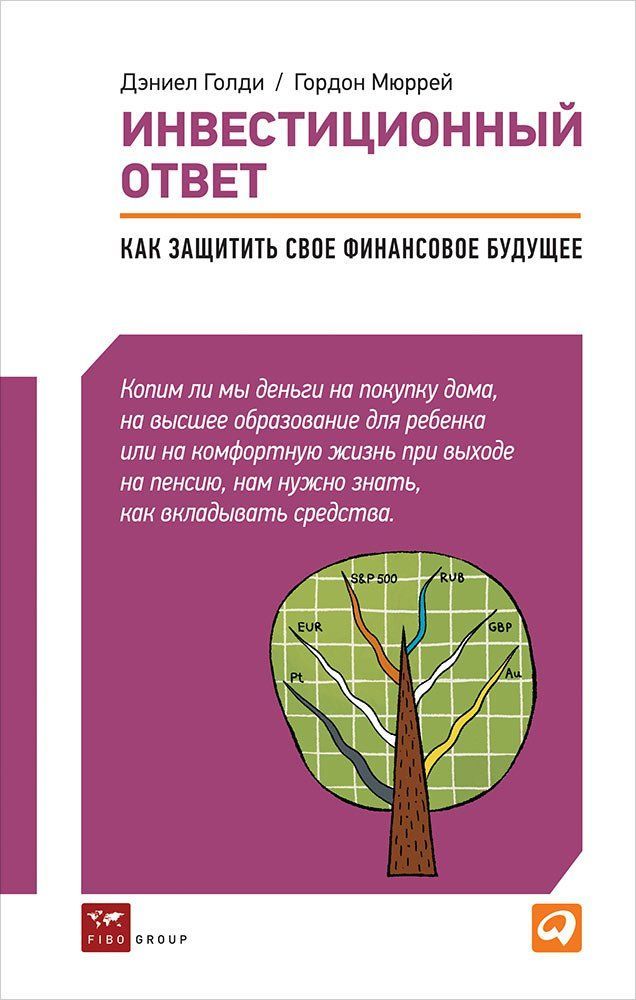 Дэниел Голди / Гордон Мюррей
ИНВЕСТИЦИОННЫЙ
ОТВЕТ
КАК ЗАЩИТИТЬ СВОЕ ФИНАНСОВОЕ БУДУЩЕЕ
Копим ли мы деньги на покупку дома,
на высшее образование для ребенка
или на комфортную жизнь при выходе
на пенсию, нам нужно знать,
как вкладывать средства.
S&P 500
RUB
EUR
GBP
Pt
Au
FIBO GROUP